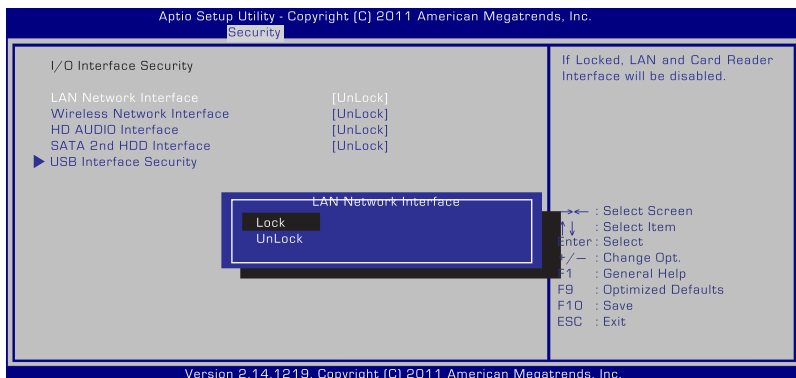 Aptio Setup Utility - Copyright (C) 2011 American Megatrends, Inc.
Security
I/O Interface Security
LAN Network Interface [UnLock]
Wireless Network Interface [UnLock]
HD AUDIO Interface [UnLock]
SATA 2nd HDD Interface [UnLock]
USB Interface Security
LAN Network Interface
Lock
UnLock
If Locked, LAN and Card Reader
Interface will be disabled.
→← : Select Screen
↑↓ : Select Item
Enter : Select
+/— : Change Opt.
F1 : General Help
F9 : Optimized Defaults
F10 : Save
ESC : Exit
Version 2.14.1219. Copyright (C) 2011 American Megatrends, Inc.